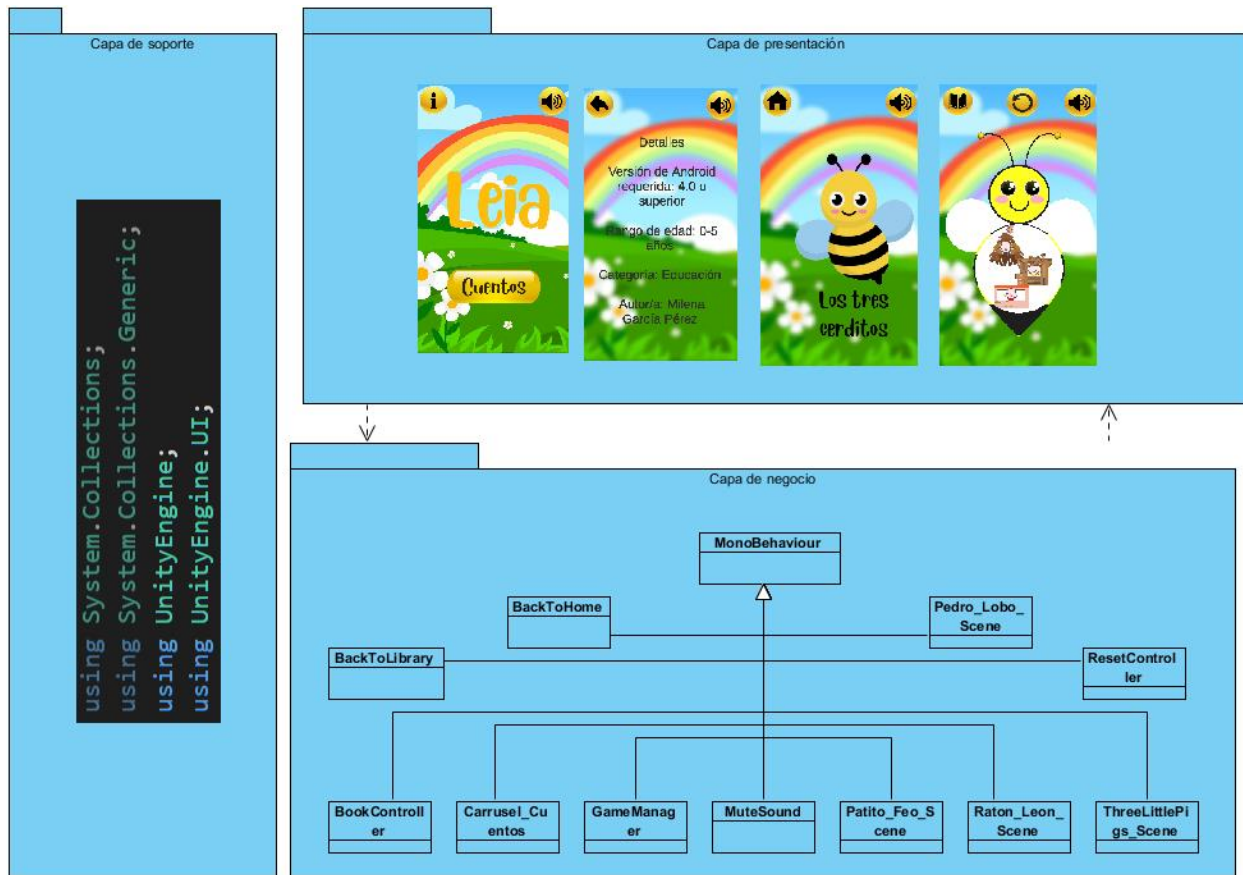 Capa de soporte
using System.Collections;
using System.Collections.Generic;
using UnityEngine;
using UnityEngine.UI;
Capa de presentación
i
Leia
Cuentos
Detalles
Versión de Android
requerida: 4.0 u
superior
Rango de edad: 0-5
años
Categoría: Educación
Autor/a: Milena
García Pérez
Los tres
cerditos
Capa de negocio
MonoBehaviour
BackToHome
Pedro_Lobo_
Scene
BackToLibrary
ResetControl
ler
BookControll
er
Carrusel_Cu
entos
GameManag
er
MuteSound
Patito_Feo_S
cene
Raton_Leon_
Scene
ThreeLittlePi
gs_Scene